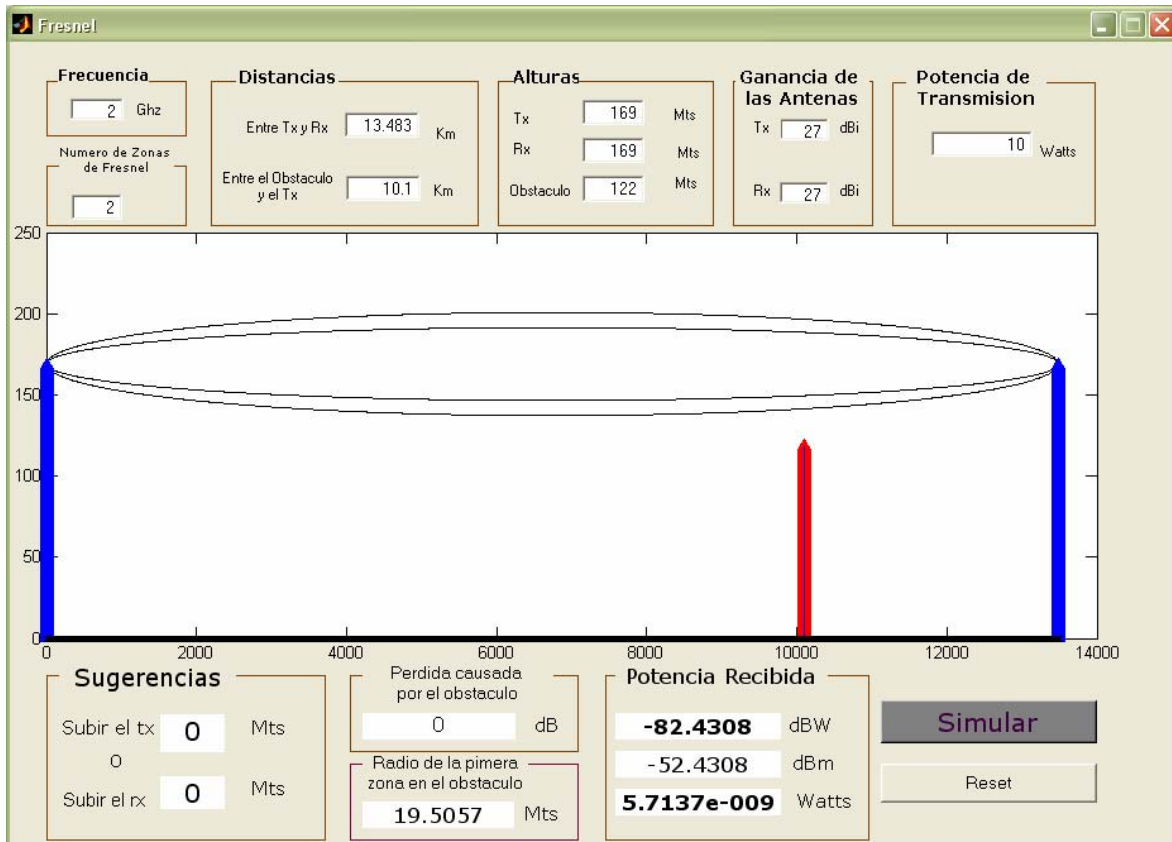 Fresnel
Frecuencia
2 Ghz
Numero de Zonas
de Fresnel
2
Distancias
Entre Tx y Rx 13.483 Km
Entre el Obstaculo
y el Tx 10.1 Km
Alturas
Tx 169 Mts
Rx 169 Mts
Obstaculo 122 Mts
Ganancia de
las Antenas
Tx 27 dBi
Rx 27 dBi
Potencia de
Transmision
10 Watts
250
200
150
100
50
0
0 2000 4000 6000 8000 10000 12000 14000
Sugerencias
Subir el tx 0 Mts
O
Subir el rx 0 Mts
Perdida causada
por el obstaculo
0 dB
Radio de la pimera
zona en el obstaculo
19.5057 Mts
Potencia Recibida
-82.4308 dBW
-52.4308 dBm
5.7137e-009 Watts
Simular
Reset